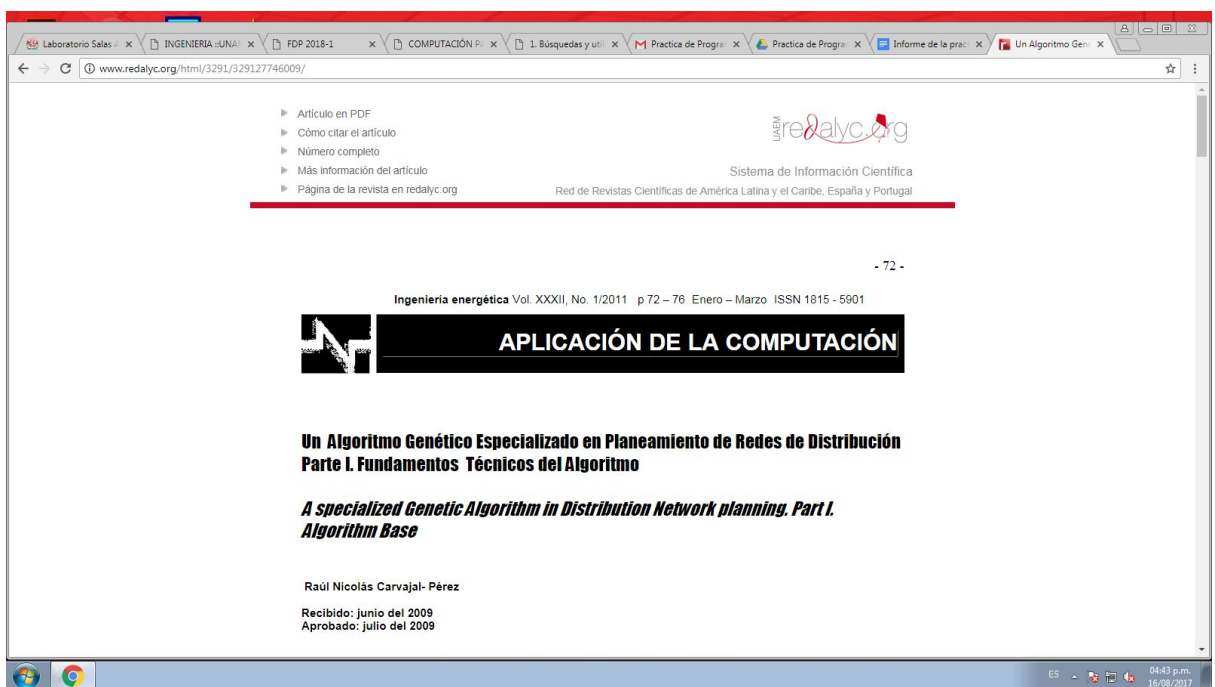 Laboratorio Salas
INGENIERIA ::UNA
FDP 2018-1
COMPUTACIÓN
1. Búsquedas y uti
Practica de Progra
Practica de Progra
Informe de la prac
Un Algoritmo Gen
www.redalyc.org/html/3291/329127746009/
Artículo en PDF
Cómo citar el artículo
Número completo
Más información del artículo
Página de la revista en redalyc.org
UAEM
redalyc.org
Sistema de Información Científica
Red de Revistas Científicas de América Latina y el Caribe, España y Portugal
- 72 -
Ingeniería energética Vol. XXXII, No. 1/2011 p 72 – 76 Enero – Marzo ISSN 1815 - 5901
APLICACIÓN DE LA COMPUTACIÓN
Un Algoritmo Genético Especializado en Planeamiento de Redes de Distribución
Parte I. Fundamentos Técnicos del Algoritmo
A specialized Genetic Algorithm in Distribution Network planning. Part I.
Algorithm Base
Raúl Nicolás Carvajal- Pérez
Recibido: junio del 2009
Aprobado: julio del 2009
ES
04:43 p.m.
16/08/2017